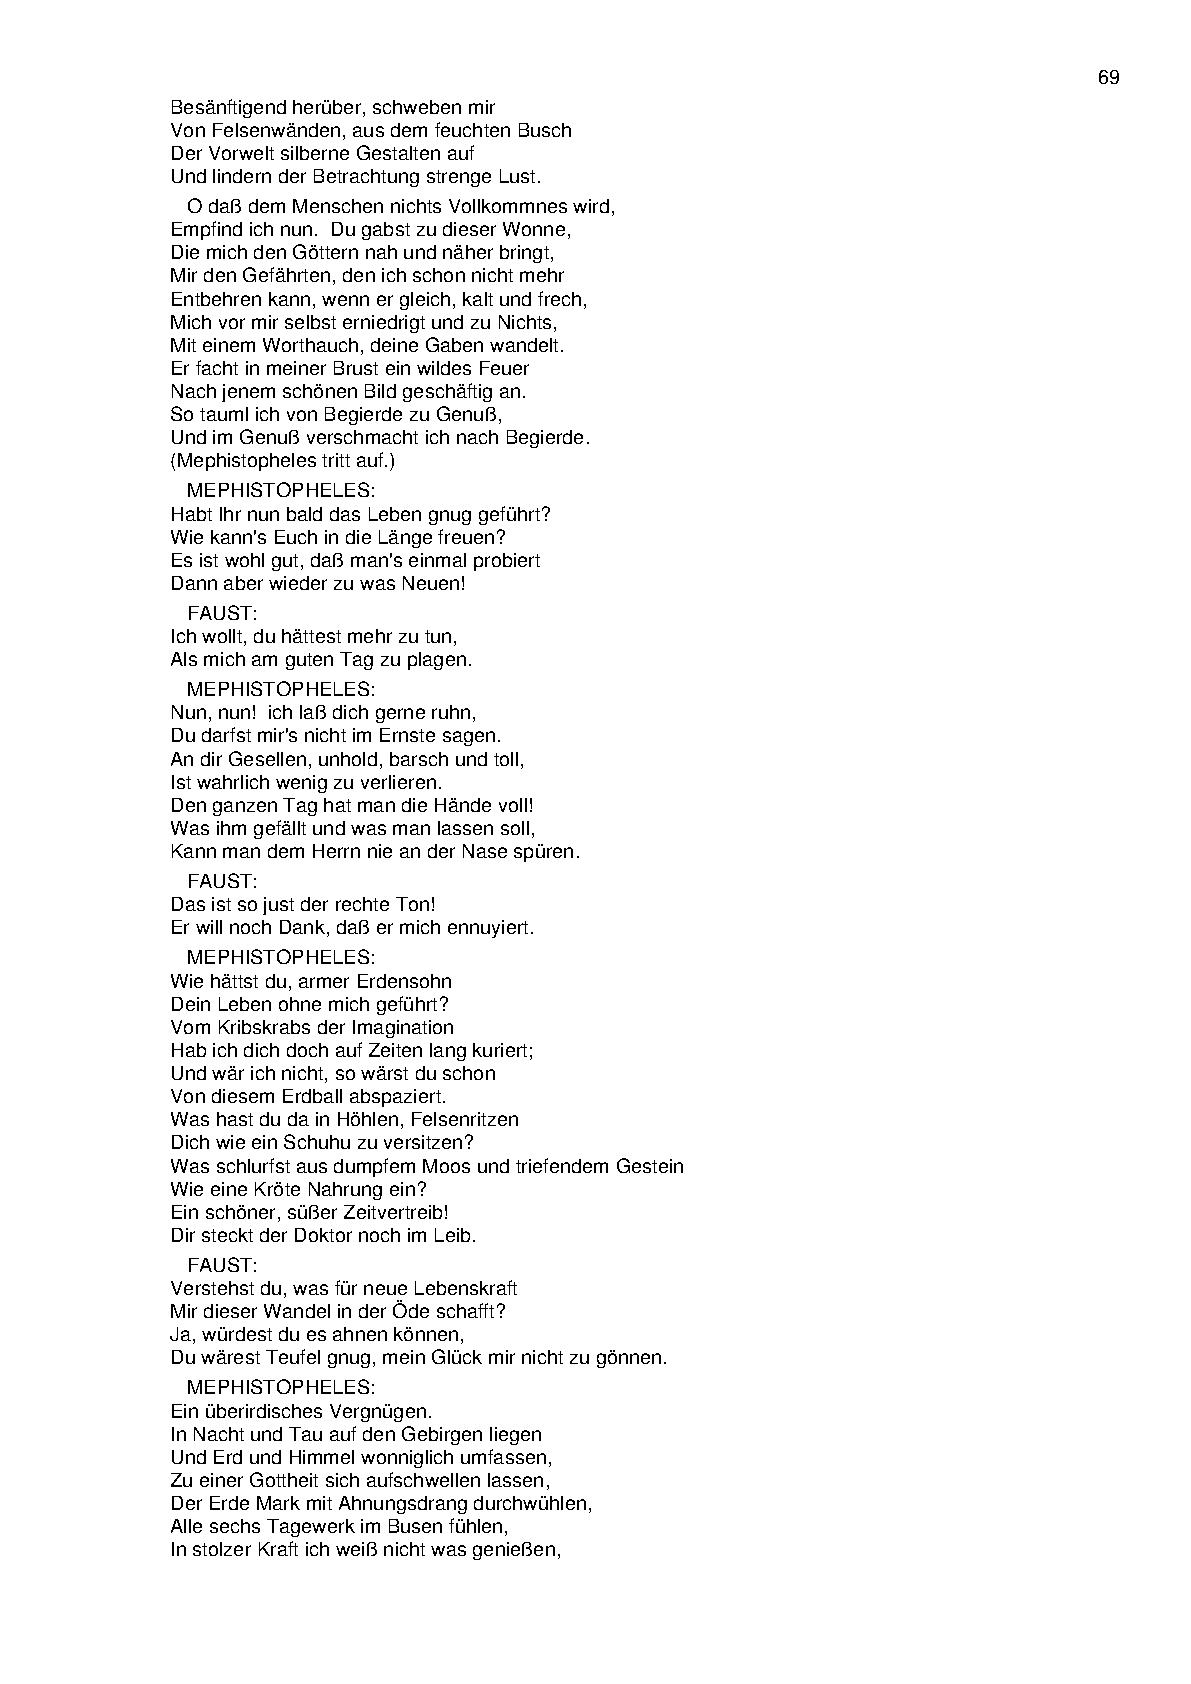 69
Besänftigend herüber, schweben mir
Von Felsenwänden, aus dem feuchten Busch
Der Vorwelt silberne Gestalten auf
Und lindern der Betrachtung strenge Lust.
O daß dem Menschen nichts Vollkommnes wird,
Empfind ich nun.  Du gabst zu dieser Wonne,
Die mich den Göttern nah und näher bringt,
Mir den Gefährten, den ich schon nicht mehr
Entbehren kann, wenn er gleich, kalt und frech,
Mich vor mir selbst erniedrigt und zu Nichts,
Mit einem Worthauch, deine Gaben wandelt.
Er facht in meiner Brust ein wildes Feuer
Nach jenem schönen Bild geschäftig an.
So tauml ich von Begierde zu Genuß,
Und im Genuß verschmacht ich nach Begierde.
(Mephistopheles tritt auf.)
MEPHISTOPHELES:
Habt Ihr nun bald das Leben gnug geführt?
Wie kann's Euch in die Länge freuen?
Es ist wohl gut, daß man's einmal probiert
Dann aber wieder zu was Neuen!
FAUST:
Ich wollt, du hättest mehr zu tun,
Als mich am guten Tag zu plagen.
MEPHISTOPHELES:
Nun, nun!  ich laß dich gerne ruhn,
Du darfst mir's nicht im Ernste sagen.
An dir Gesellen, unhold, barsch und toll,
Ist wahrlich wenig zu verlieren.
Den ganzen Tag hat man die Hände voll!
Was ihm gefällt und was man lassen soll,
Kann man dem Herrn nie an der Nase spüren.
FAUST:
Das ist so just der rechte Ton!
Er will noch Dank, daß er mich ennuyiert.
MEPHISTOPHELES:
Wie hättst du, armer Erdensohn
Dein Leben ohne mich geführt?
Vom Kribskrabs der Imagination
Hab ich dich doch auf Zeiten lang kuriert;
Und wär ich nicht, so wärst du schon
Von diesem Erdball abspaziert.
Was hast du da in Höhlen, Felsenritzen
Dich wie ein Schuhu zu versitzen?
Was schlurfst aus dumpfem Moos und triefendem Gestein
Wie eine Kröte Nahrung ein?
Ein schöner, süßer Zeitvertreib!
Dir steckt der Doktor noch im Leib.
FAUST:
Verstehst du, was für neue Lebenskraft
Mir dieser Wandel in der Öde schafft?
Ja, würdest du es ahnen können,
Du wärest Teufel gnug, mein Glück mir nicht zu gönnen.
MEPHISTOPHELES:
Ein überirdisches Vergnügen.
In Nacht und Tau auf den Gebirgen liegen
Und Erd und Himmel wonniglich umfassen,
Zu einer Gottheit sich aufschwellen lassen,
Der Erde Mark mit Ahnungsdrang durchwühlen,
Alle sechs Tagewerk im Busen fühlen,
In stolzer Kraft ich weiß nicht was genießen,